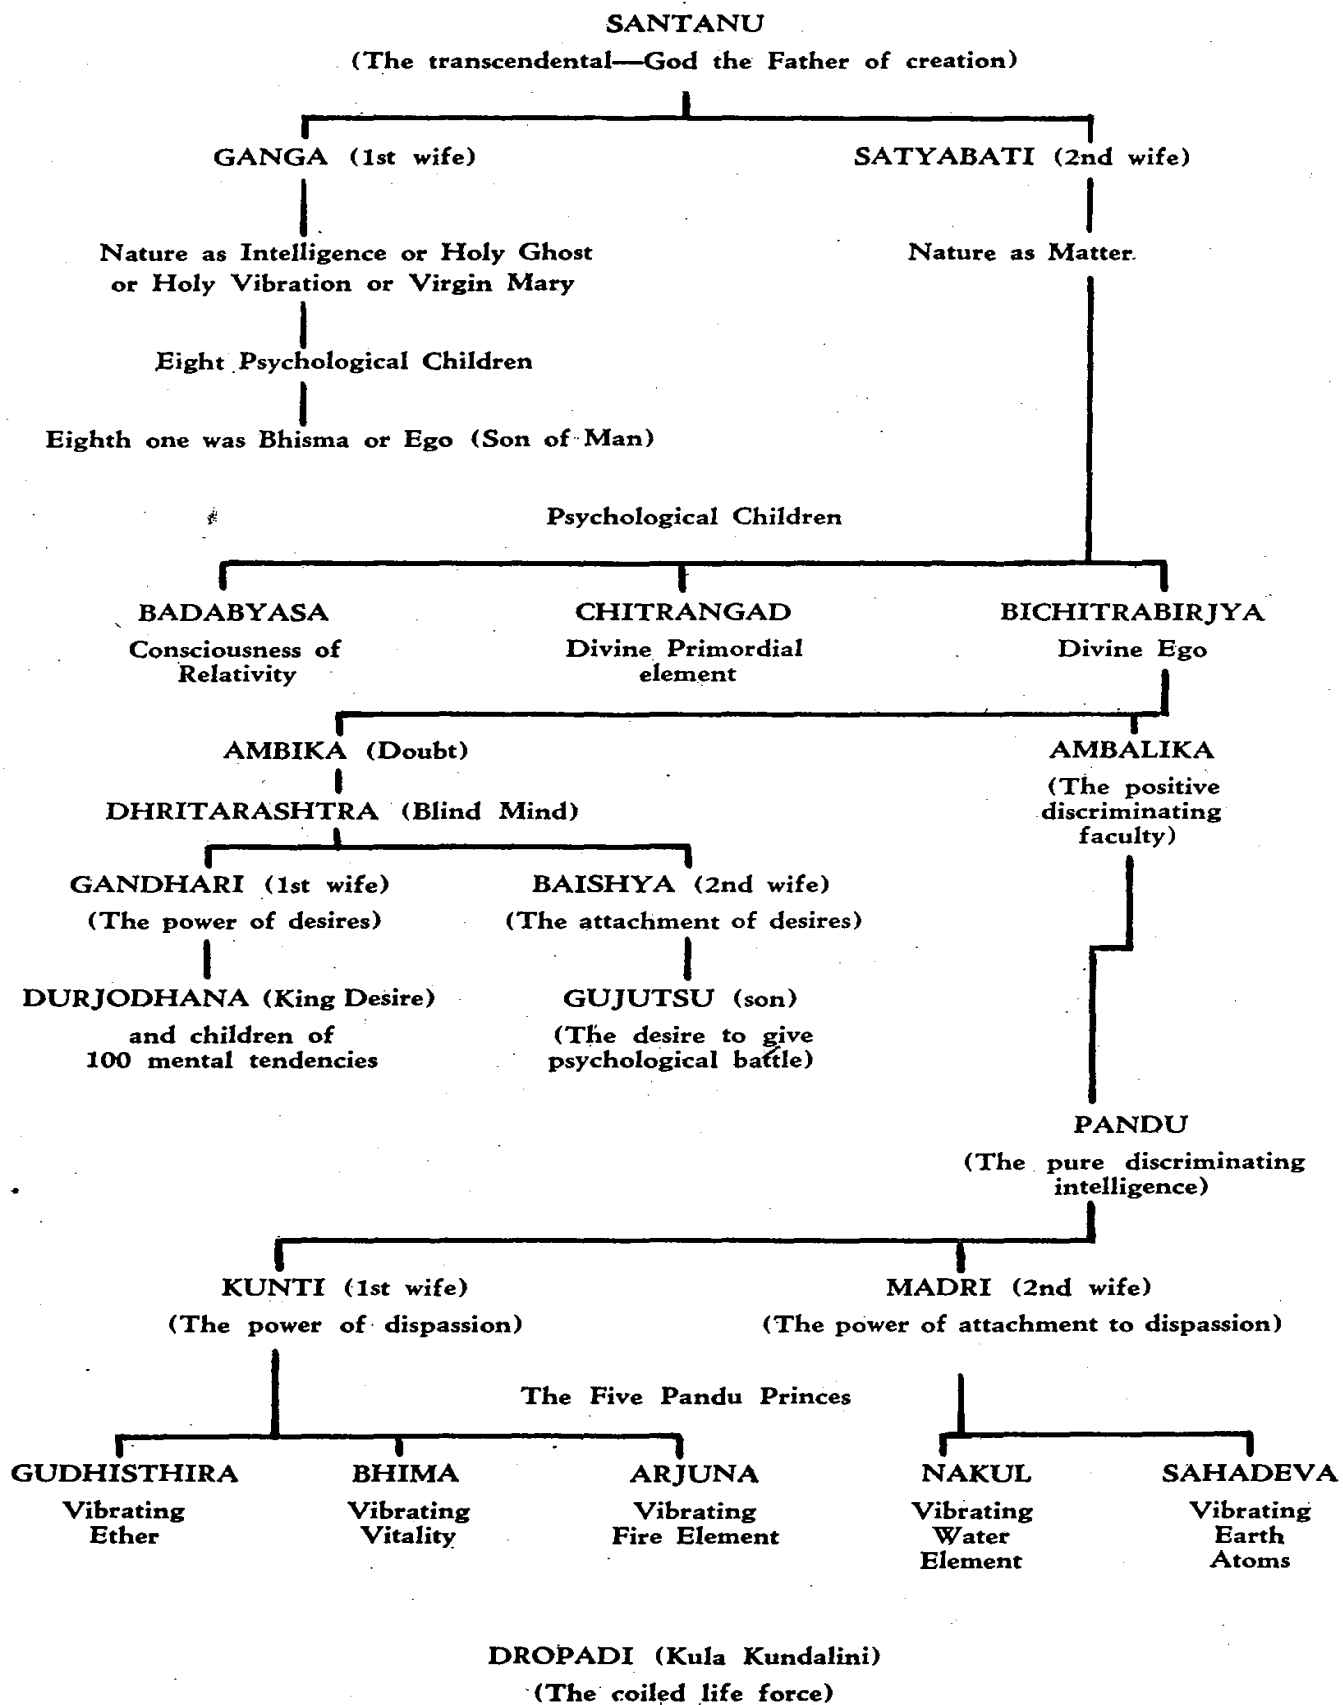 SANTANU
(The transcendental—God the Father of creation)
GANGA (1st wife)
SATYABATI (2nd wife)
Nature as Intelligence or Holy Ghost
or Holy Vibration or Virgin Mary
Nature as Matter.
Eight Psychological Children
Eighth one was Bhisma or Ego (Son of Man)
Psychological Children
BADABYASA
Consciousness of
Relativity
CHITRANGAD
Divine Primordial
element
BICHITRABIRJYA
Divine Ego
AMBIKA (Doubt)
AMBALIKA
(The positive
discriminating
faculty)
DHRITARASHTRA (Blind Mind)
GANDHARI (1st wife)
(The power of desires)
BAISHYA (2nd wife)
(The attachment of desires)
DURJODHANA (King Desire)
and children of
100 mental tendencies
GUJUTSU (son)
(The desire to give
psychological battle)
PANDU
(The pure discriminating
intelligence)
KUNTI (1st wife)
(The power of dispassion)
MADRI (2nd wife)
(The power of attachment to dispassion)
The Five Pandu Princes
GUDHISTHIRA
Vibrating
Ether
BHIMA
Vibrating
Vitality
ARJUNA
Vibrating
Fire Element
NAKUL
Vibrating
Water
Element
SAHADEVA
Vibrating
Earth
Atoms
DROPADI (Kula Kundalini)
(The coiled life force)